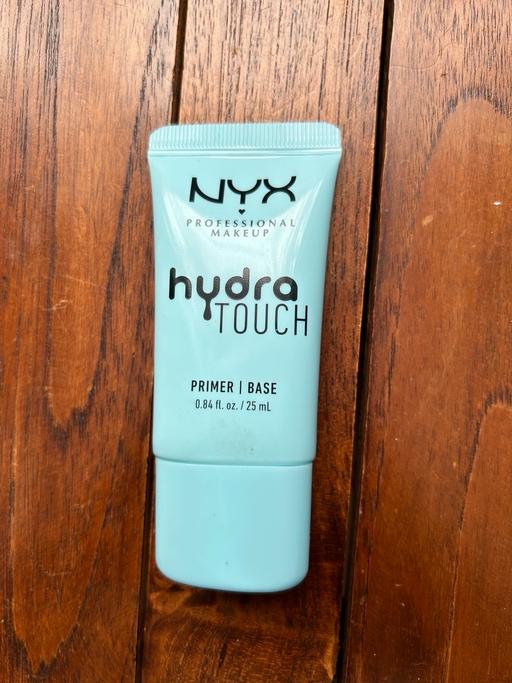 NYX
PROFESSIONAL
MAKEUP
hydra
TOUCH
PRIMER | BASE
0.84 fl. oz. / 25 mL